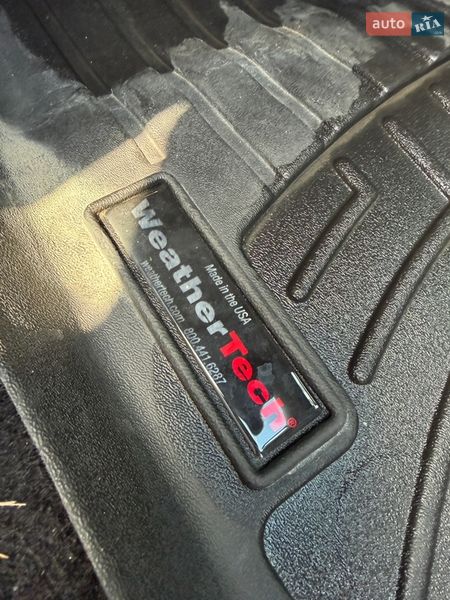 auto RIA
WeatherTech®
Made in the USA
weathertech.com 800.441.6287